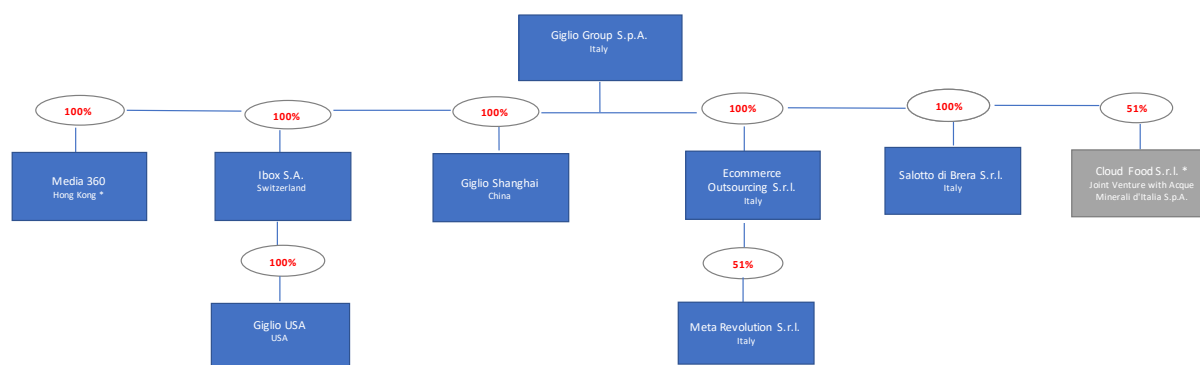 Giglio Group S.p.A.
Italy
100%
100%
100%
100%
100%
51%
Media 360
Hong Kong *
Ibox S.A.
Switzerland
Giglio Shanghai
China
Ecommerce
Outsourcing S.r.l.
Italy
Salotto di Brera S.r.l.
Italy
Cloud Food S.r.l. *
Joint Venture with Acque
Minerali d'Italia S.p.A.
100%
51%
Giglio USA
USA
Meta Revolution S.r.l.
Italy